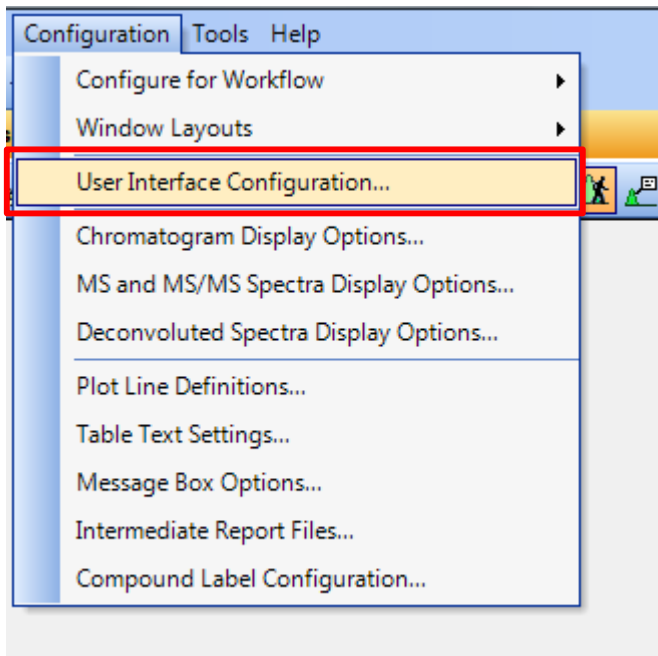 Configuration Tools Help
Configure for Workflow
Window Layouts
User Interface Configuration...
Chromatogram Display Options...
MS and MS/MS Spectra Display Options...
Deconvoluted Spectra Display Options...
Plot Line Definitions...
Table Text Settings...
Message Box Options...
Intermediate Report Files...
Compound Label Configuration...